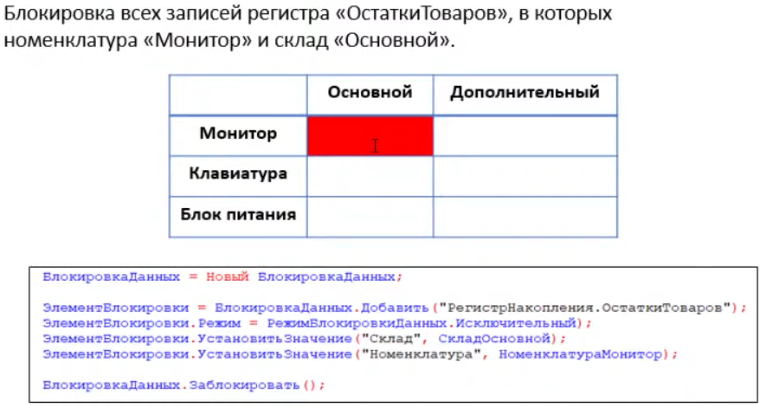 Блокировка всех записей регистра «ОстаткиТоваров», в которых
номенклатура «Монитор» и склад «Основной».
Основной Дополнительный
Монитор
Клавиатура
Блок питания
БлокировкаДанных = Новый БлокировкаДанных;
ЭлементБлокировки = БлокировкаДанных.Добавить("РегистрНакопления.ОстаткиТоваров");
ЭлементБлокировки.Режим = РежимБлокировкиДанных.Исключительный);
ЭлементБлокировки.УстановитьЗначение("Склад", СкладОсновной);
ЭлементБлокировки.УстановитьЗначение("Номенклатура", НоменклатураМонитор);
БлокировкаДанных.Заблокировать();